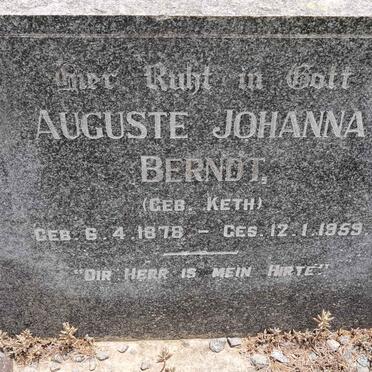 Hier Ruht in Gott
AUGUSTE JOHANNA
BERNDT,
(GEB. KETH)
GEB. 6.4.1878 – GES. 12.1.1959
"DIR HERR IS MEIN HIRTE"